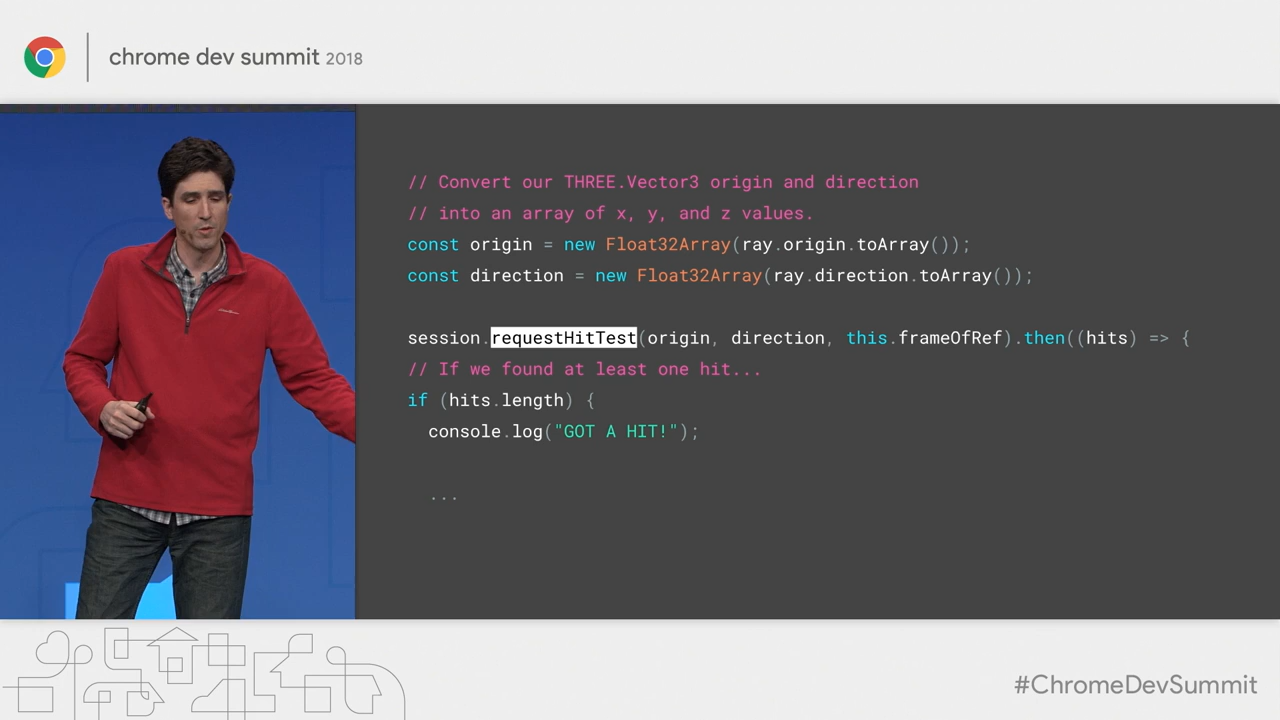 chrome dev summit 2018
// Convert our THREE.Vector3 origin and direction
// into an array of x, y, and z values.
const origin = new Float32Array(ray.origin.toArray());
const direction = new Float32Array(ray.direction.toArray());
session.requestHitTest(origin, direction, this.frameOfRef).then((hits) => {
// If we found at least one hit...
if (hits.length) {
console.log("GOT A HIT!");
...
#ChromeDevSummit